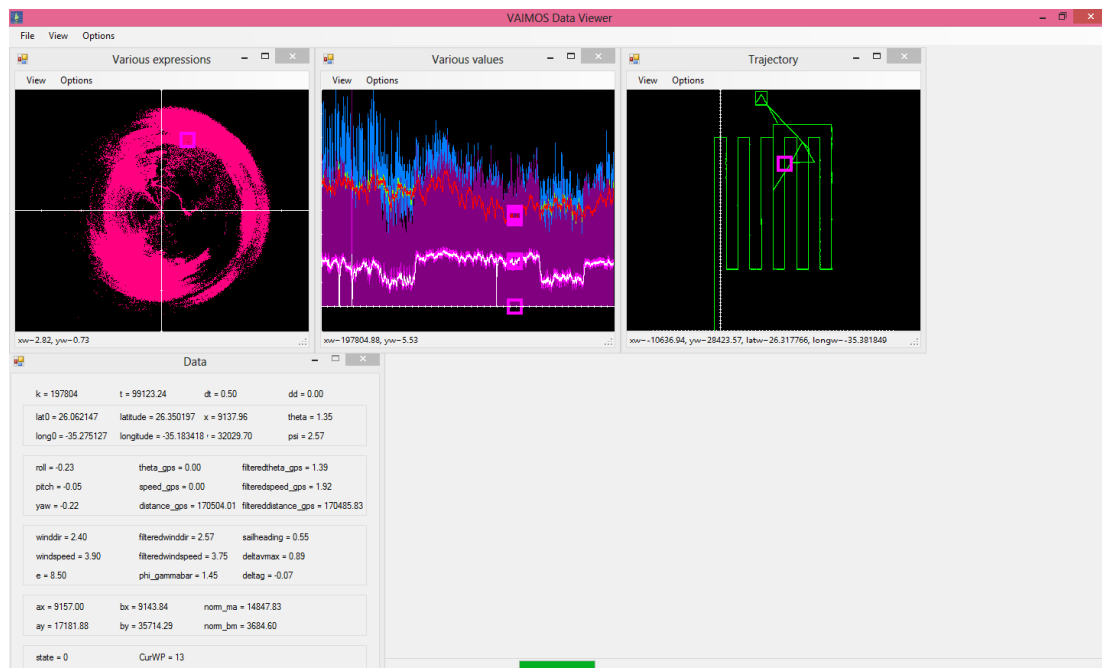 VAIMOS Data Viewer
File View Options
Various expressions
View Options
xw=2.82, yw=0.73
Various values
View Options
xw=197804.88, yw=5.53
Trajectory
View Options
xw=-10636.94, yw=28423.57, latw=26.317766, longw=-35.381849
Data
k = 197804 t = 99123.24 dt = 0.50 dd = 0.00
lat0 = 26.062147 latitude = 26.350197 x = 9137.96 theta = 1.35
long0 = -35.275127 longitude = -35.183418 = 32029.70 psi = 2.57
roll = -0.23 theta_gps = 0.00 filteredtheta_gps = 1.39
pitch = -0.05 speed_gps = 0.00 filteredspeed_gps = 1.92
yaw = -0.22 distance_gps = 170504.01 filtereddistance_gps = 170485.83
winddir = 2.40 filteredwinddir = 2.57 sailheading = 0.55
windspeed = 3.90 filteredwindspeed = 3.75 deltavmax = 0.89
e = 8.50 phi_gammabar = 1.45 deltag = -0.07
ax = 9157.00 bx = 9143.84 norm_ma = 14847.83
ay = 17181.88 by = 35714.29 norm_bm = 3684.60
state = 0 CurWP = 13